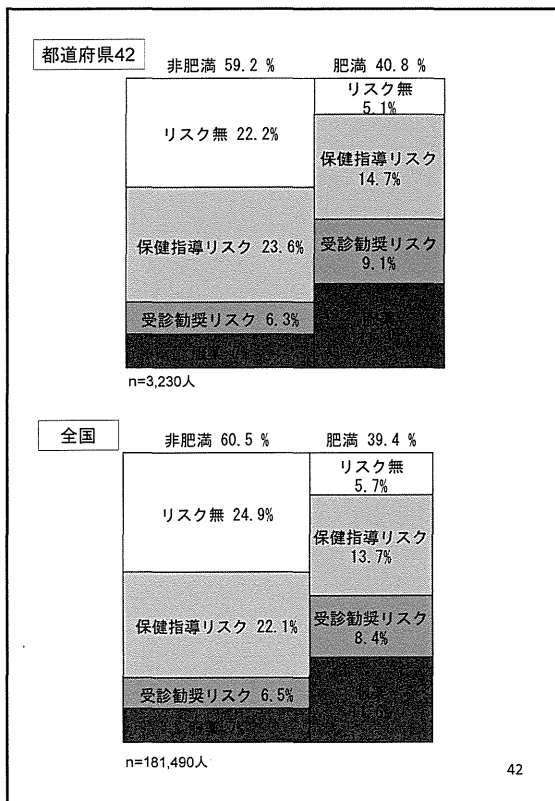 都道府県42
非肥満 59.2 %
肥満 40.8 %
リスク無 22.2%
リスク無
5.1%
保健指導リスク
14.7%
保健指導リスク 23.6%
受診勧奨リスク
9.1%
受診勧奨リスク 6.3%
服薬
n=3,230人
全国
非肥満 60.5 %
肥満 39.4 %
リスク無 24.9%
リスク無
5.7%
保健指導リスク
13.7%
保健指導リスク 22.1%
受診勧奨リスク
8.4%
受診勧奨リスク 6.5%
服薬
n=181,490人
42